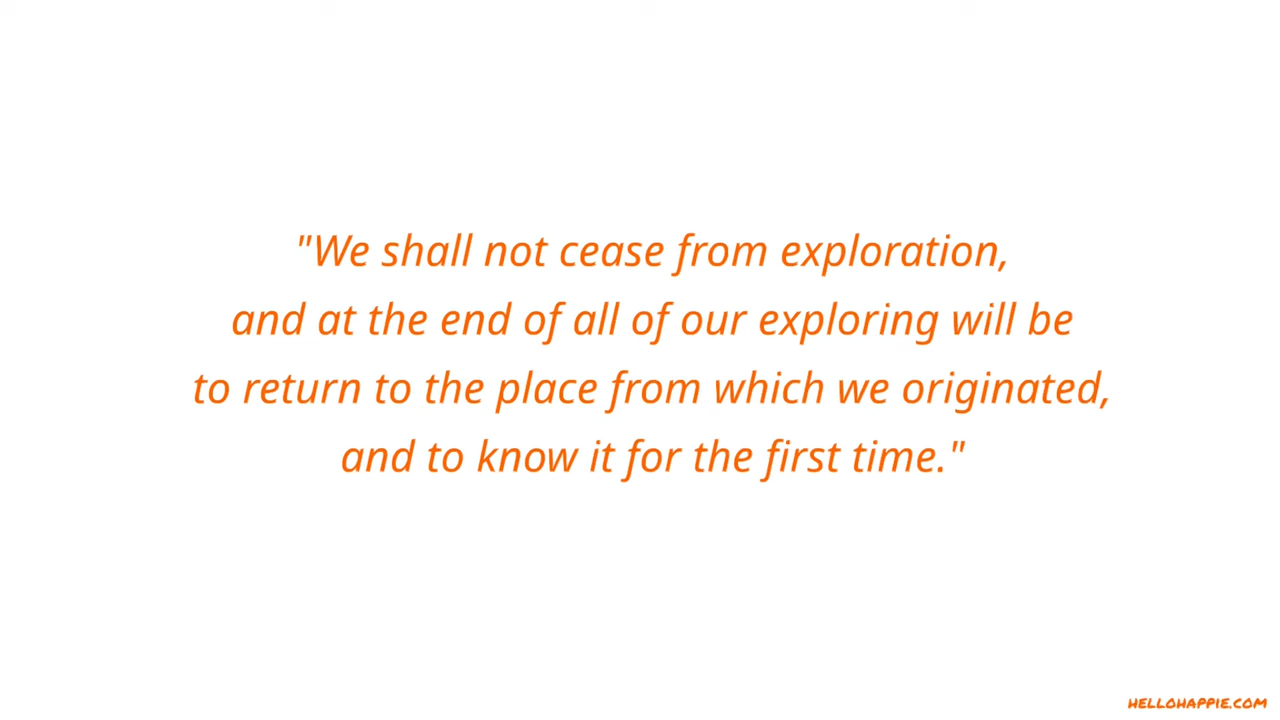 "We shall not cease from exploration,
and at the end of all of our exploring will be
to return to the place from which we originated,
and to know it for the first time."
HELLOHAPPIE.COM